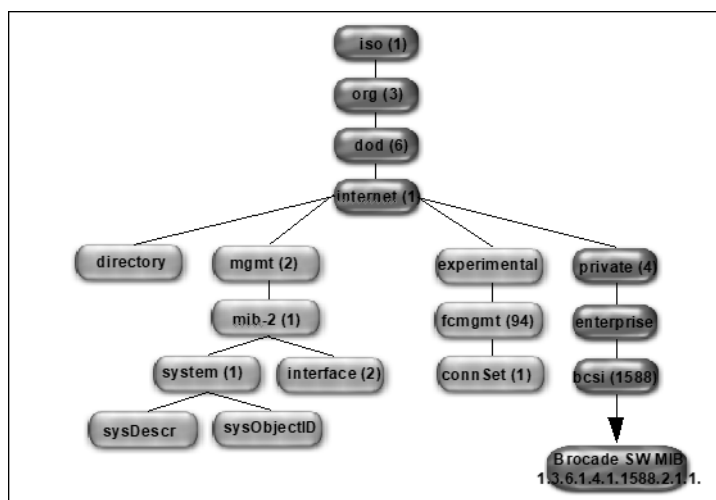 iso (1)
org (3)
dod (6)
internet (1)
directory
mgmt (2)
experimental
private (4)
mib-2 (1)
fcmgmt (94)
enterprise
system (1)
interface (2)
connSet (1)
bcsi (1588)
sysDescr
sysObjectID
Brocade SW MIB
1.3.6.1.4.1.1588.2.1.1.